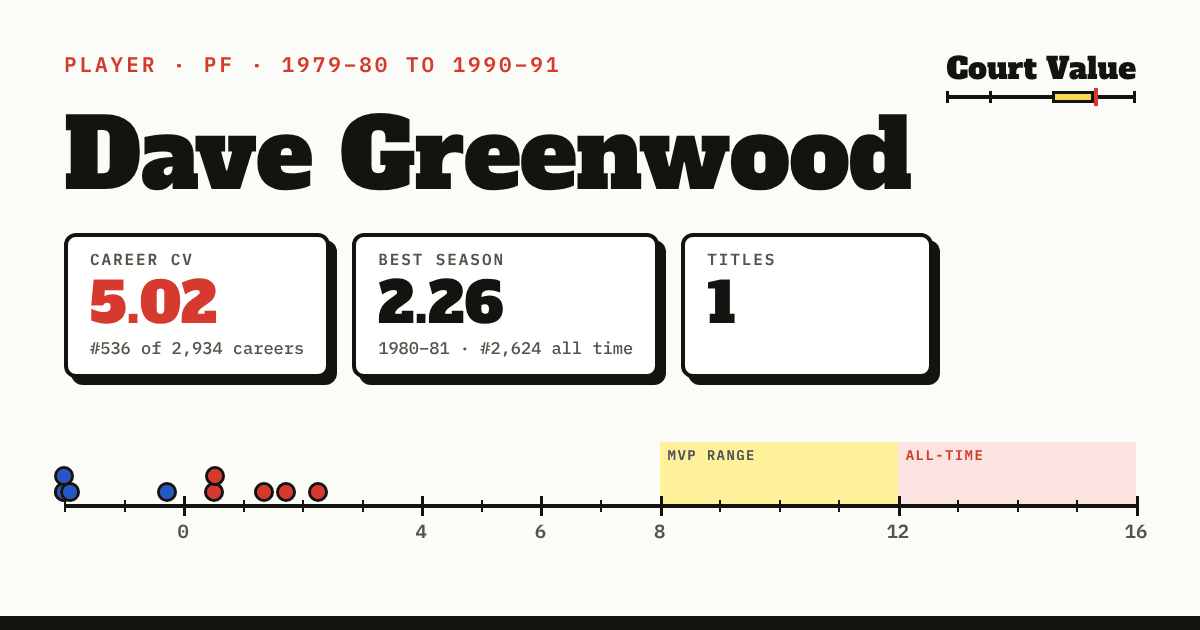 PLAYER · PF · 1979–80 TO 1990–91
Court Value
Dave Greenwood
CAREER CV
5.02
#536 of 2,934 careers
BEST SEASON
2.26
1980–81 · #2,624 all time
TITLES
1
MVP RANGE
ALL-TIME
0 4 6 8 12 16